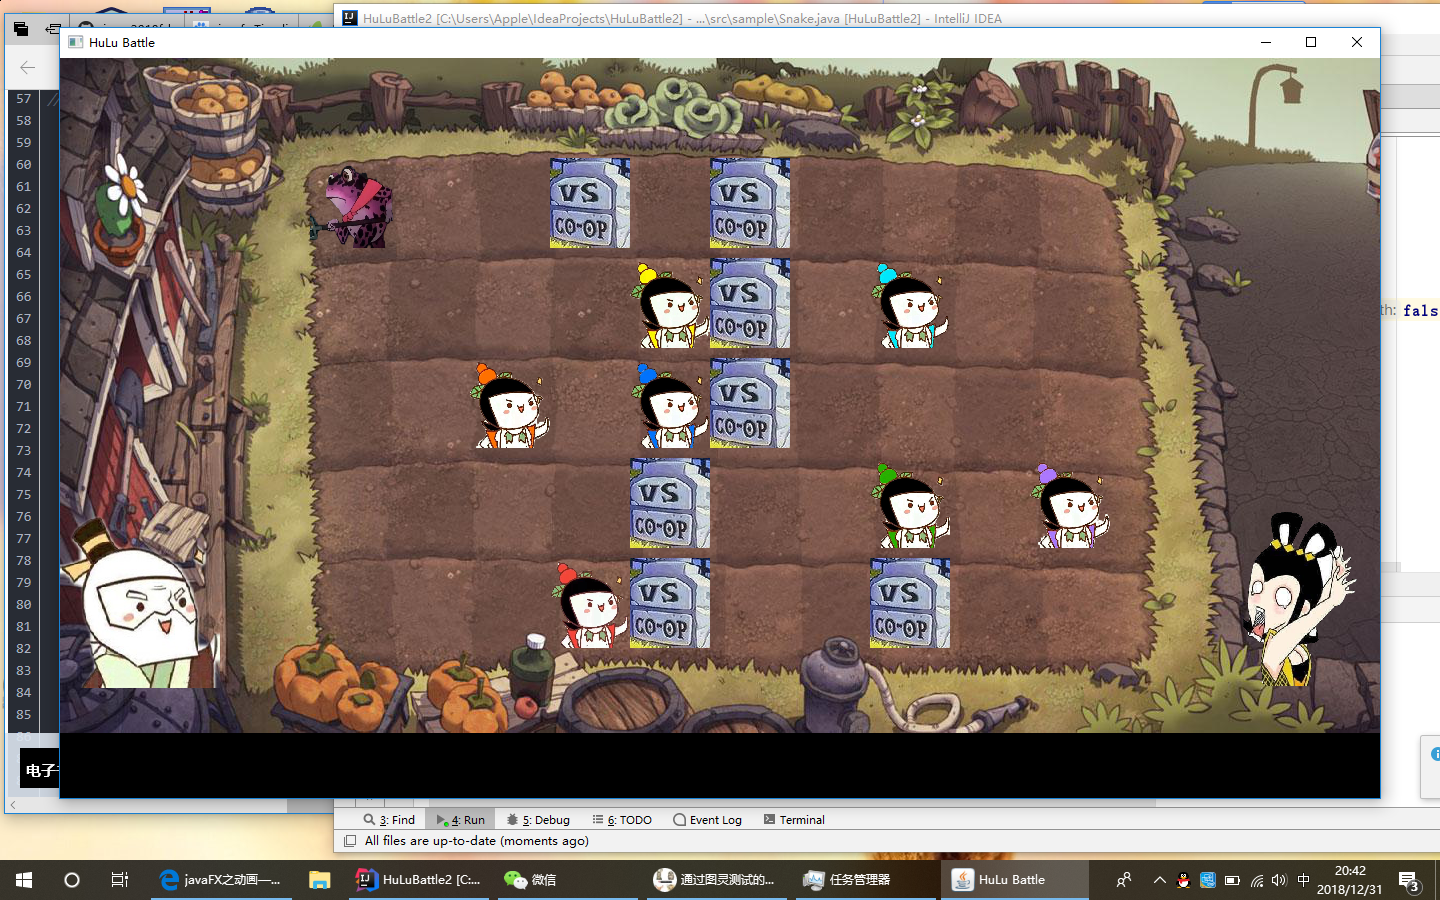 HuLuBattle2 [C:\Users\Apple\IdeaProjects\HuLuBattle2] - ...\src\sample\Snake.java [HuLuBattle2] - IntelliJ IDEA
HuLu Battle
57 //
58
59
60
61
62
63
64
65
66
67
68
69
70
71
72
73
74
75
76
77
78
79
80
81
82
83
84
85
86
VS
CO-OP
VS
CO-OP
VS
CO-OP
th: fals
VS
CO-OP
VS
CO-OP
VS
CO-OP
VS
CO-OP
电子
3: Find
4: Run
5: Debug
6: TODO
Event Log
Terminal
All files are up-to-date (moments ago)
javaFX之动画—...
HuLuBattle2 [C:...
微信
通过图灵测试的...
任务管理器
HuLu Battle
中
20:42
2018/12/31
3